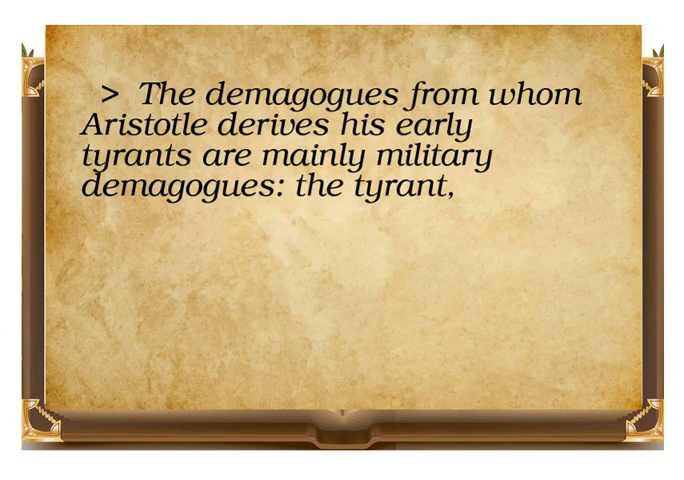 > The demagogues from whom
Aristotle derives his early
tyrants are mainly military
demagogues: the tyrant,